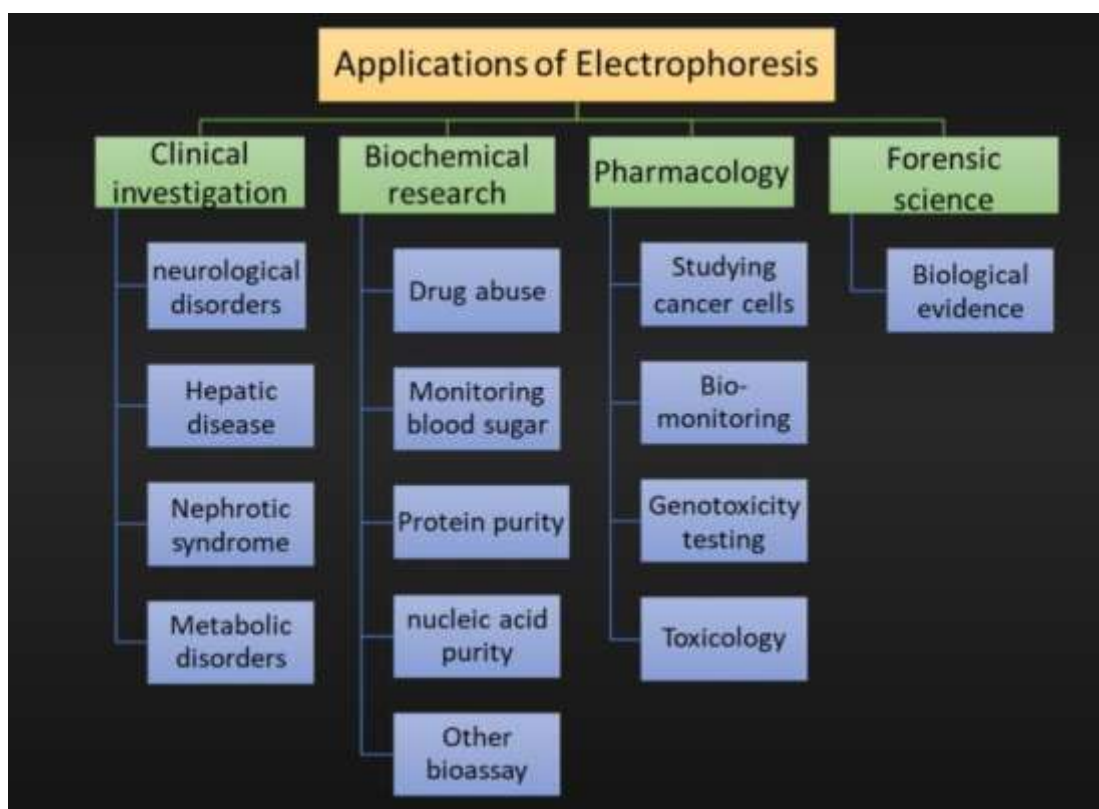 Applications of Electrophoresis
Clinical
investigation
neurological
disorders
Hepatic
disease
Nephrotic
syndrome
Metabolic
disorders
Biochemical
research
Drug abuse
Monitoring
blood sugar
Protein purity
nucleic acid
purity
Other
bioassay
Pharmacology
Studying
cancer cells
Bio-
monitoring
Genotoxicity
testing
Toxicology
Forensic
science
Biological
evidence